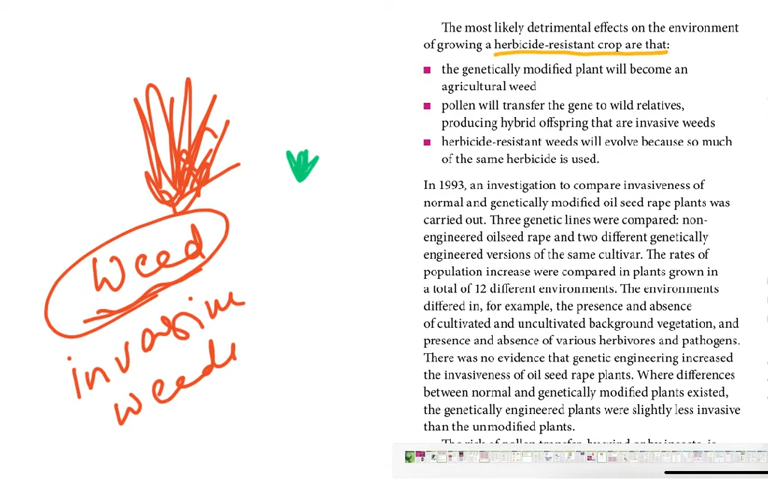 Weed
invasive
weeds
The most likely detrimental effects on the environment
of growing a herbicide-resistant crop are that:
the genetically modified plant will become an
agricultural weed
pollen will transfer the gene to wild relatives,
producing hybrid offspring that are invasive weeds
herbicide-resistant weeds will evolve because so much
of the same herbicide is used.
In 1993, an investigation to compare invasiveness of
normal and genetically modified oil seed rape plants was
carried out. Three genetic lines were compared: non-
engineered oilseed rape and two different genetically
engineered versions of the same cultivar. The rates of
population increase were compared in plants grown in
a total of 12 different environments. The environments
differed in, for example, the presence and absence
of cultivated and uncultivated background vegetation, and
presence and absence of various herbivores and pathogens.
There was no evidence that genetic engineering increased
the invasiveness of oil seed rape plants. Where differences
between normal and genetically modified plants existed,
the genetically engineered plants were slightly less invasive
than the unmodified plants.